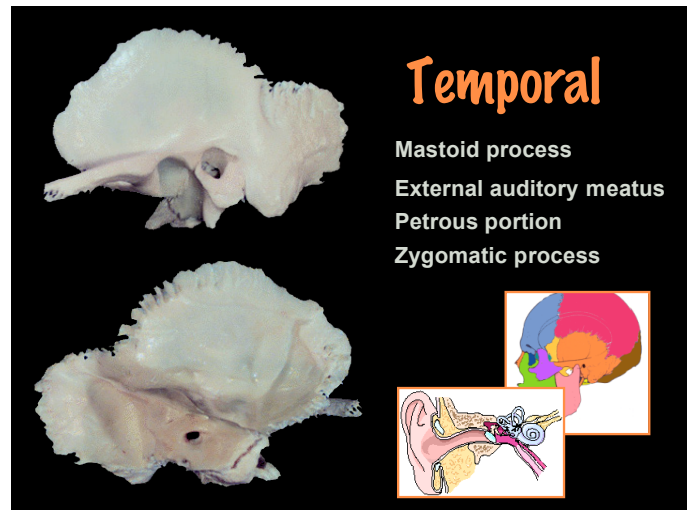 Temporal
Mastoid process
External auditory meatus
Petrous portion
Zygomatic process